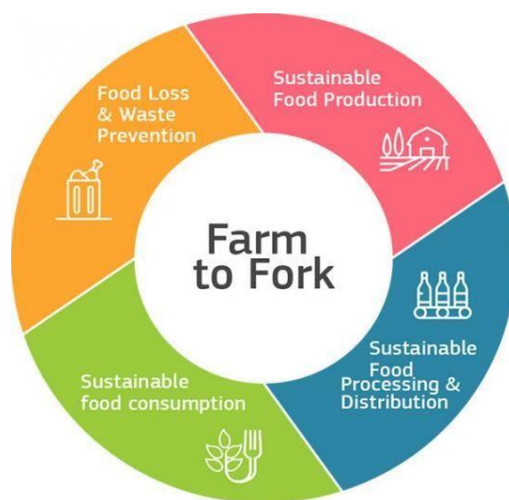 Farm
to Fork
Sustainable
Food Production
Sustainable
Food
Processing &
Distribution
Sustainable
food consumption
Food Loss
& Waste
Prevention